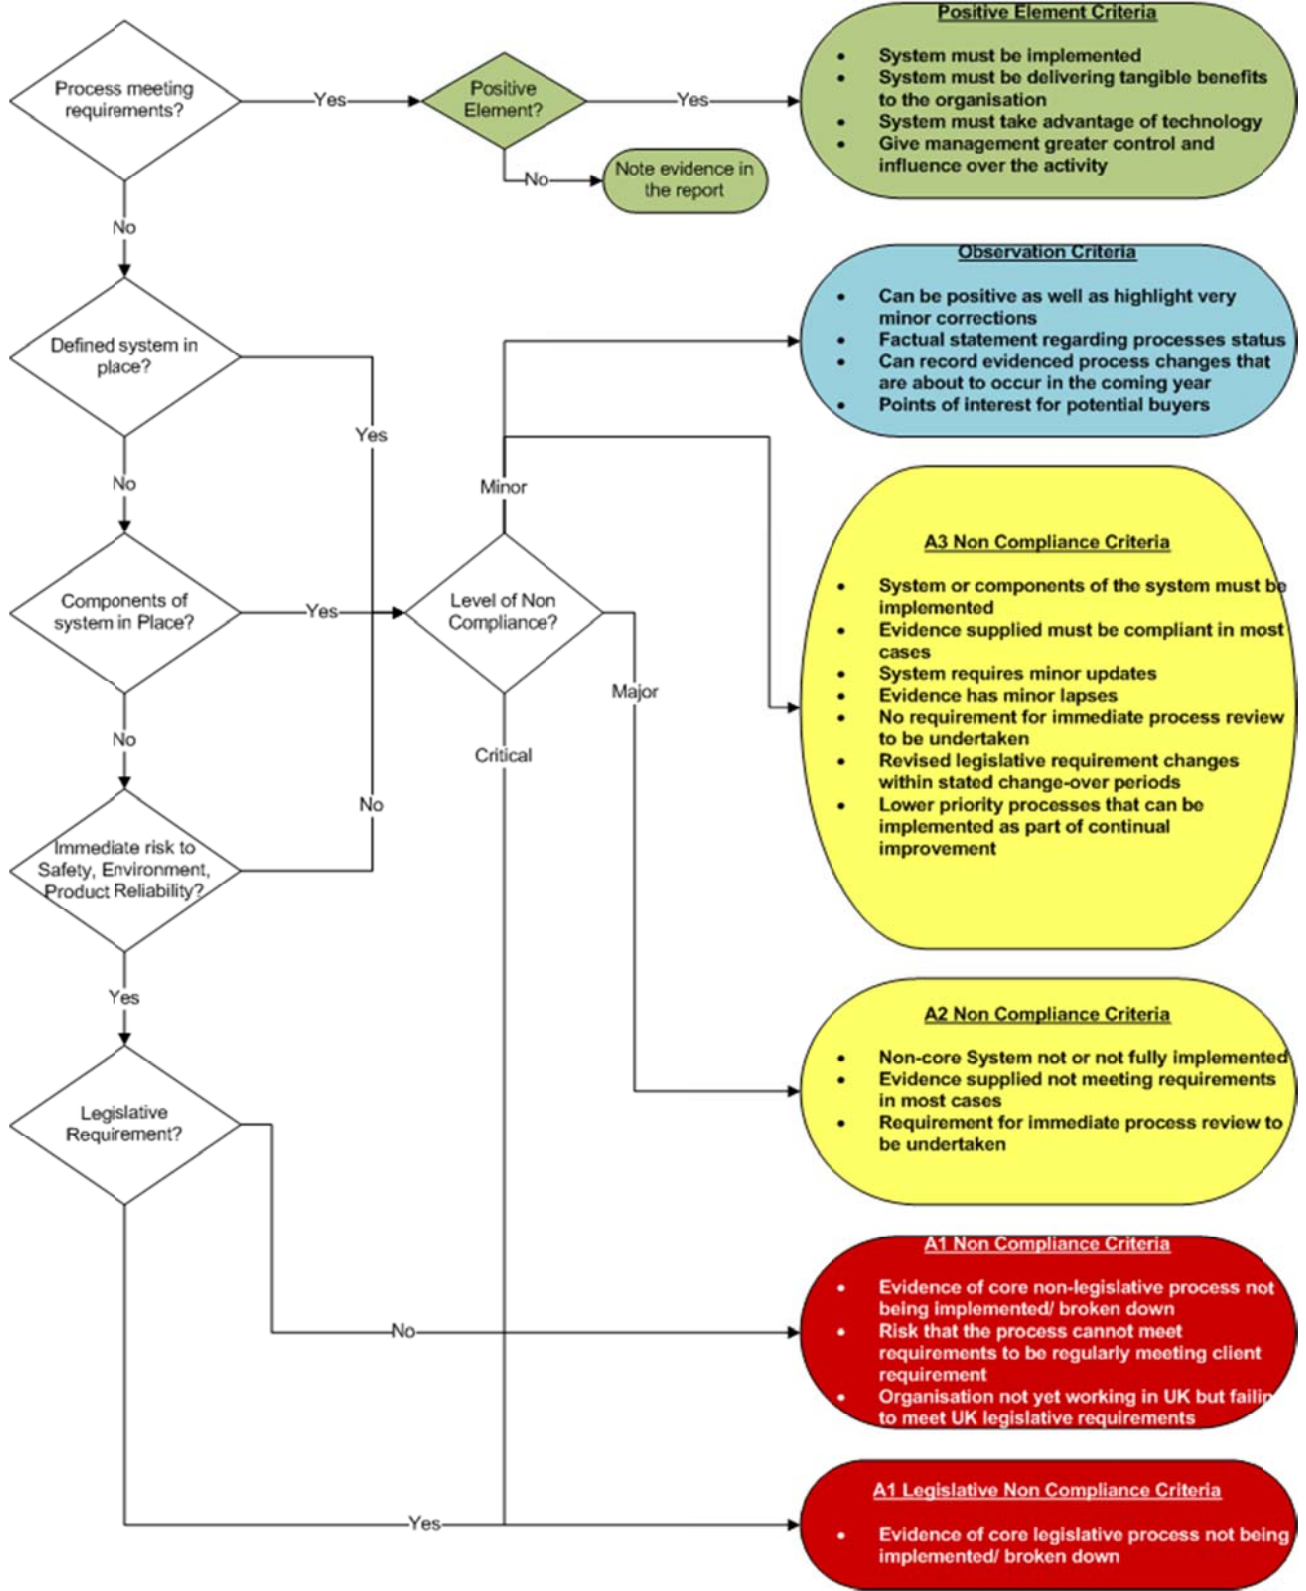 Process meeting
requirements?
Yes
Positive
Element?
Yes
Positive Element Criteria
• System must be implemented
• System must be delivering tangible benefits
to the organisation
• System must take advantage of technology
• Give management greater control and
influence over the activity
No
Note evidence in
the report
No
Observation Criteria
• Can be positive as well as highlight very
minor corrections
• Factual statement regarding processes status
• Can record evidenced process changes that
are about to occur in the coming year
• Points of interest for potential buyers
Defined system in
place?
Yes
No
Minor
A3 Non Compliance Criteria
• System or components of the system must be
implemented
• Evidence supplied must be compliant in most
cases
• System requires minor updates
• Evidence has minor lapses
• No requirement for immediate process review
to be undertaken
• Revised legislative requirement changes
within stated change-over periods
• Lower priority processes that can be
implemented as part of continual
improvement
Components of
system in Place?
Yes
Level of Non
Compliance?
Major
Critical
No
No
Immediate risk to
Safety, Environment,
Product Reliability?
Yes
A2 Non Compliance Criteria
• Non-core System not or not fully implemented
• Evidence supplied not meeting requirements
in most cases
• Requirement for immediate process review to
be undertaken
Legislative
Requirement?
No
A1 Non Compliance Criteria
• Evidence of core non-legislative process not
being implemented/ broken down
• Risk that the process cannot meet
requirements to be regularly meeting client
requirement
• Organisation not yet working in UK but failin
to meet UK legislative requirements
Yes
A1 Legislative Non Compliance Criteria
• Evidence of core legislative process not being
implemented/ broken down